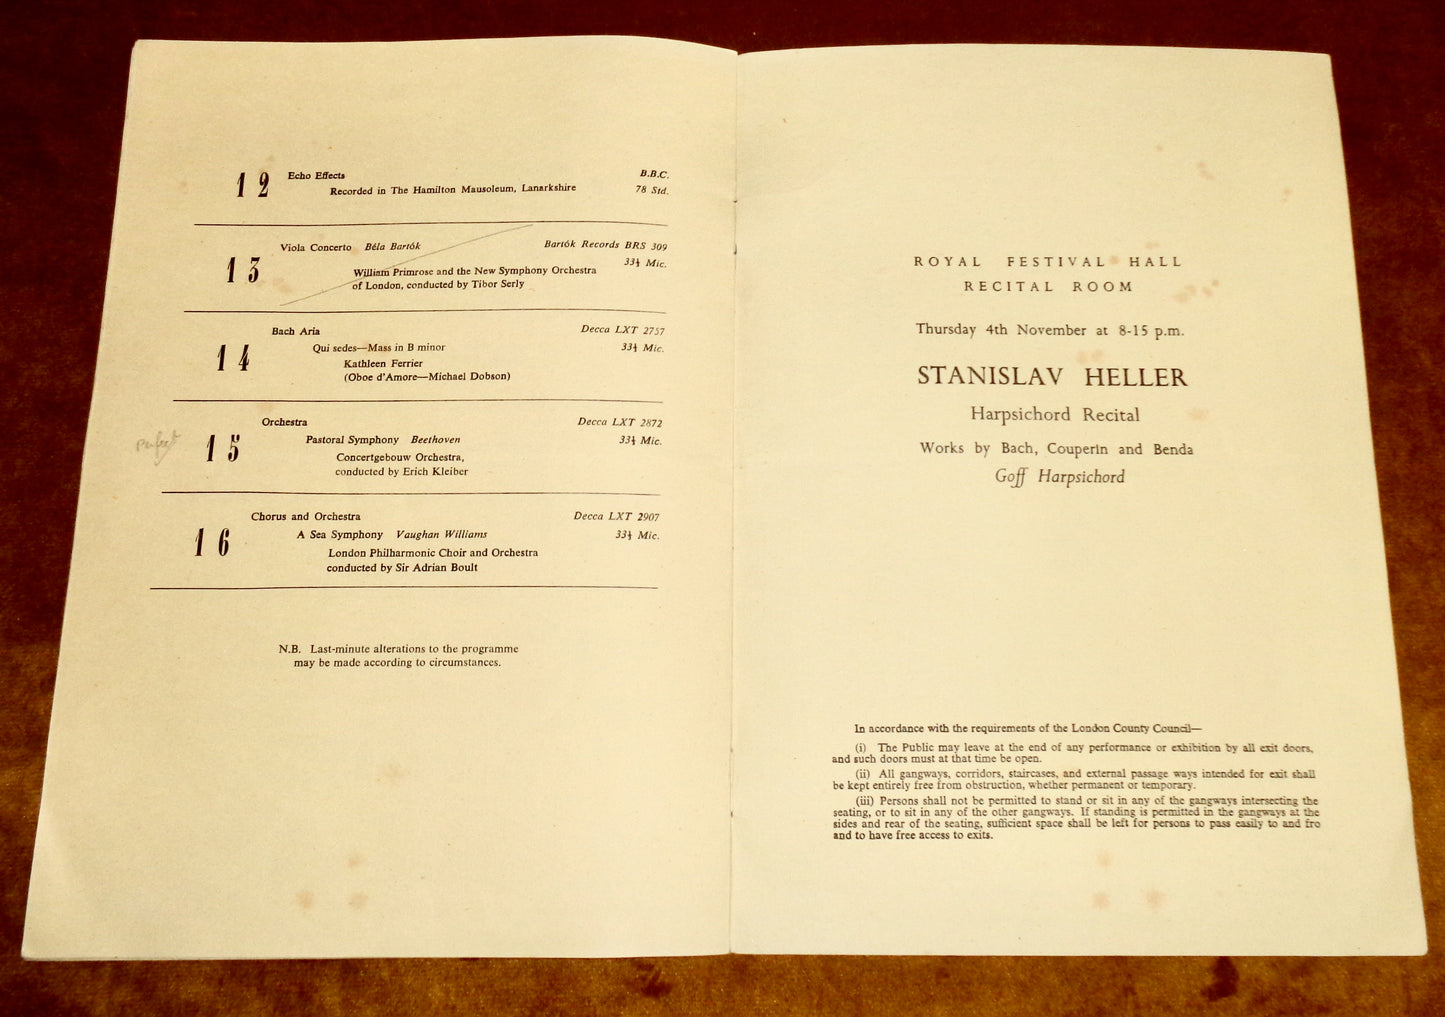 12 Echo Effects B.B.C.
Recorded in The Hamilton Mausoleum, Lanarkshire 78 Std.
13 Viola Concerto Béla Bartók Bartók Records BRS 309
33⅓ Mic.
William Primrose and the New Symphony Orchestra
of London, conducted by Tibor Serly
14 Bach Aria Decca LXT 2757
Qui sedes—Mass in B minor 33⅓ Mic.
Kathleen Ferrier
(Oboe d'Amore—Michael Dobson)
perfect
15 Orchestra Decca LXT 2872
Pastoral Symphony Beethoven 33⅓ Mic.
Concertgebouw Orchestra,
conducted by Erich Kleiber
16 Chorus and Orchestra Decca LXT 2907
A Sea Symphony Vaughan Williams 33⅓ Mic.
London Philharmonic Choir and Orchestra
conducted by Sir Adrian Boult
N.B. Last-minute alterations to the programme
may be made according to circumstances.
ROYAL FESTIVAL HALL
RECITAL ROOM
Thursday 4th November at 8-15 p.m.
STANISLAV HELLER
Harpsichord Recital
Works by Bach, Couperin and Benda
Goff Harpsichord
In accordance with the requirements of the London County Council—
(i) The Public may leave at the end of any performance or exhibition by all exit doors,
and such doors must at that time be open.
(ii) All gangways, corridors, staircases, and external passage ways intended for exit shall
be kept entirely free from obstruction, whether permanent or temporary.
(iii) Persons shall not be permitted to stand or sit in any of the gangways intersecting the
seating, or to sit in any of the other gangways. If standing is permitted in the gangways at the
sides and rear of the seating, sufficient space shall be left for persons to pass easily to and fro
and to have free access to exits.